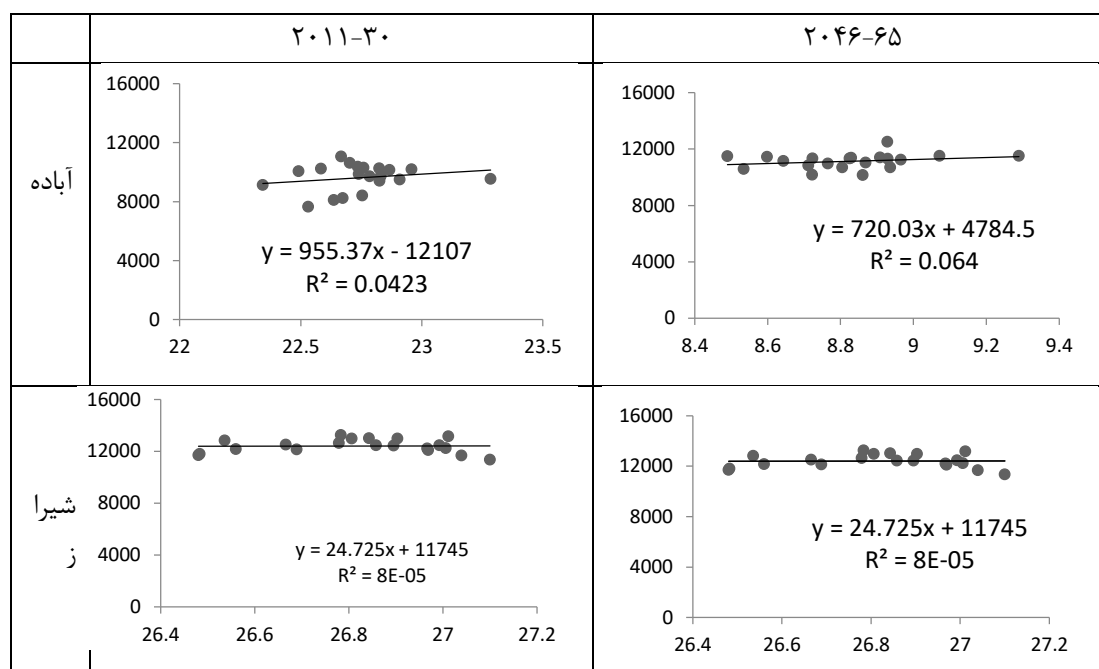 ۲۰۱۱-۳۰
۲۰۴۶-۶۵
آباده
16000
12000
8000
4000
0
y = 955.37x - 12107
R² = 0.0423
22 22.5 23 23.5
16000
12000
8000
4000
0
y = 720.03x + 4784.5
R² = 0.064
8.4 8.6 8.8 9 9.2 9.4
شیرا
ز
16000
12000
8000
4000
0
y = 24.725x + 11745
R² = 8E-05
26.4 26.6 26.8 27 27.2
16000
12000
8000
4000
0
y = 24.725x + 11745
R² = 8E-05
26.4 26.6 26.8 27 27.2